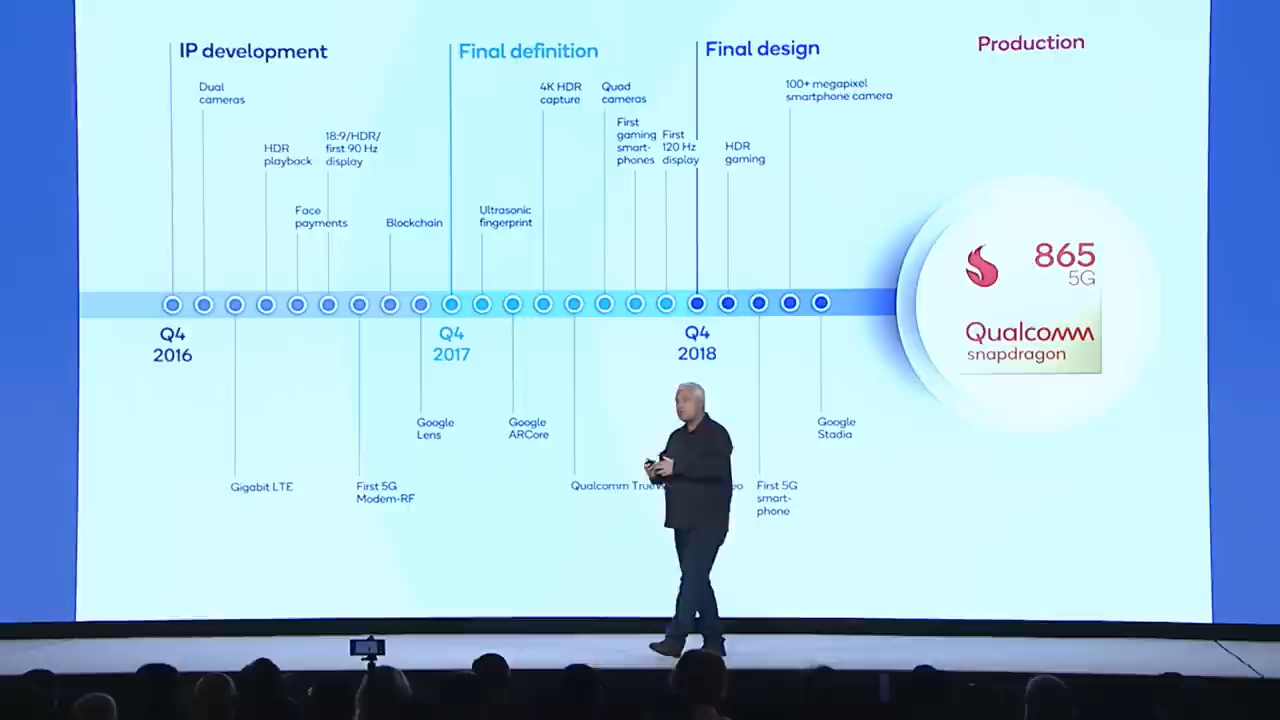 IP development
Final definition
Final design
Production
Dual
cameras
HDR
playback
18:9/HDR/
first 90 Hz
display
Face
payments
Blockchain
Ultrasonic
fingerprint
4K HDR
capture
Quad
cameras
First
gaming
smart-
phones
First
120 Hz
display
HDR
gaming
100+ megapixel
smartphone camera
865
5G
Qualcomm
snapdragon
Q4
2016
Q4
2017
Q4
2018
Gigabit LTE
First 5G
Modem-RF
Google
Lens
Google
ARCore
Qualcomm
First 5G
smart-
phone
Google
Stadia